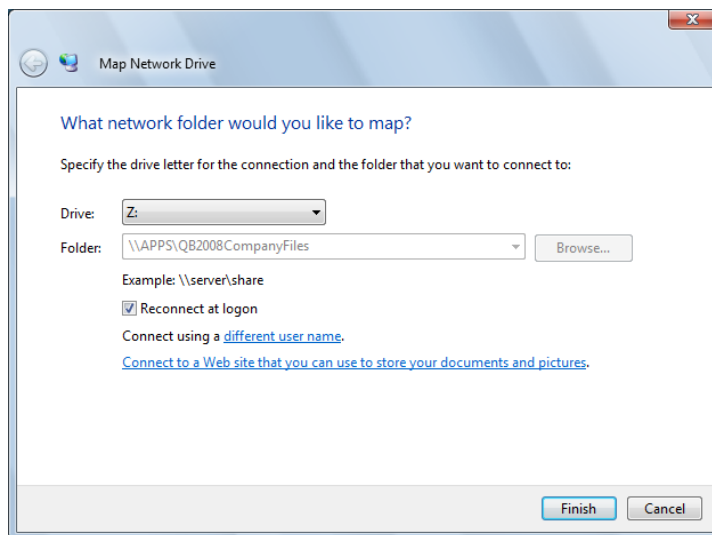 Map Network Drive
What network folder would you like to map?
Specify the drive letter for the connection and the folder that you want to connect to:
Drive: Z:
Folder: \\APPS\QB2008CompanyFiles Browse...
Example: \\server\share
Reconnect at logon
Connect using a different user name.
Connect to a Web site that you can use to store your documents and pictures.
Finish Cancel